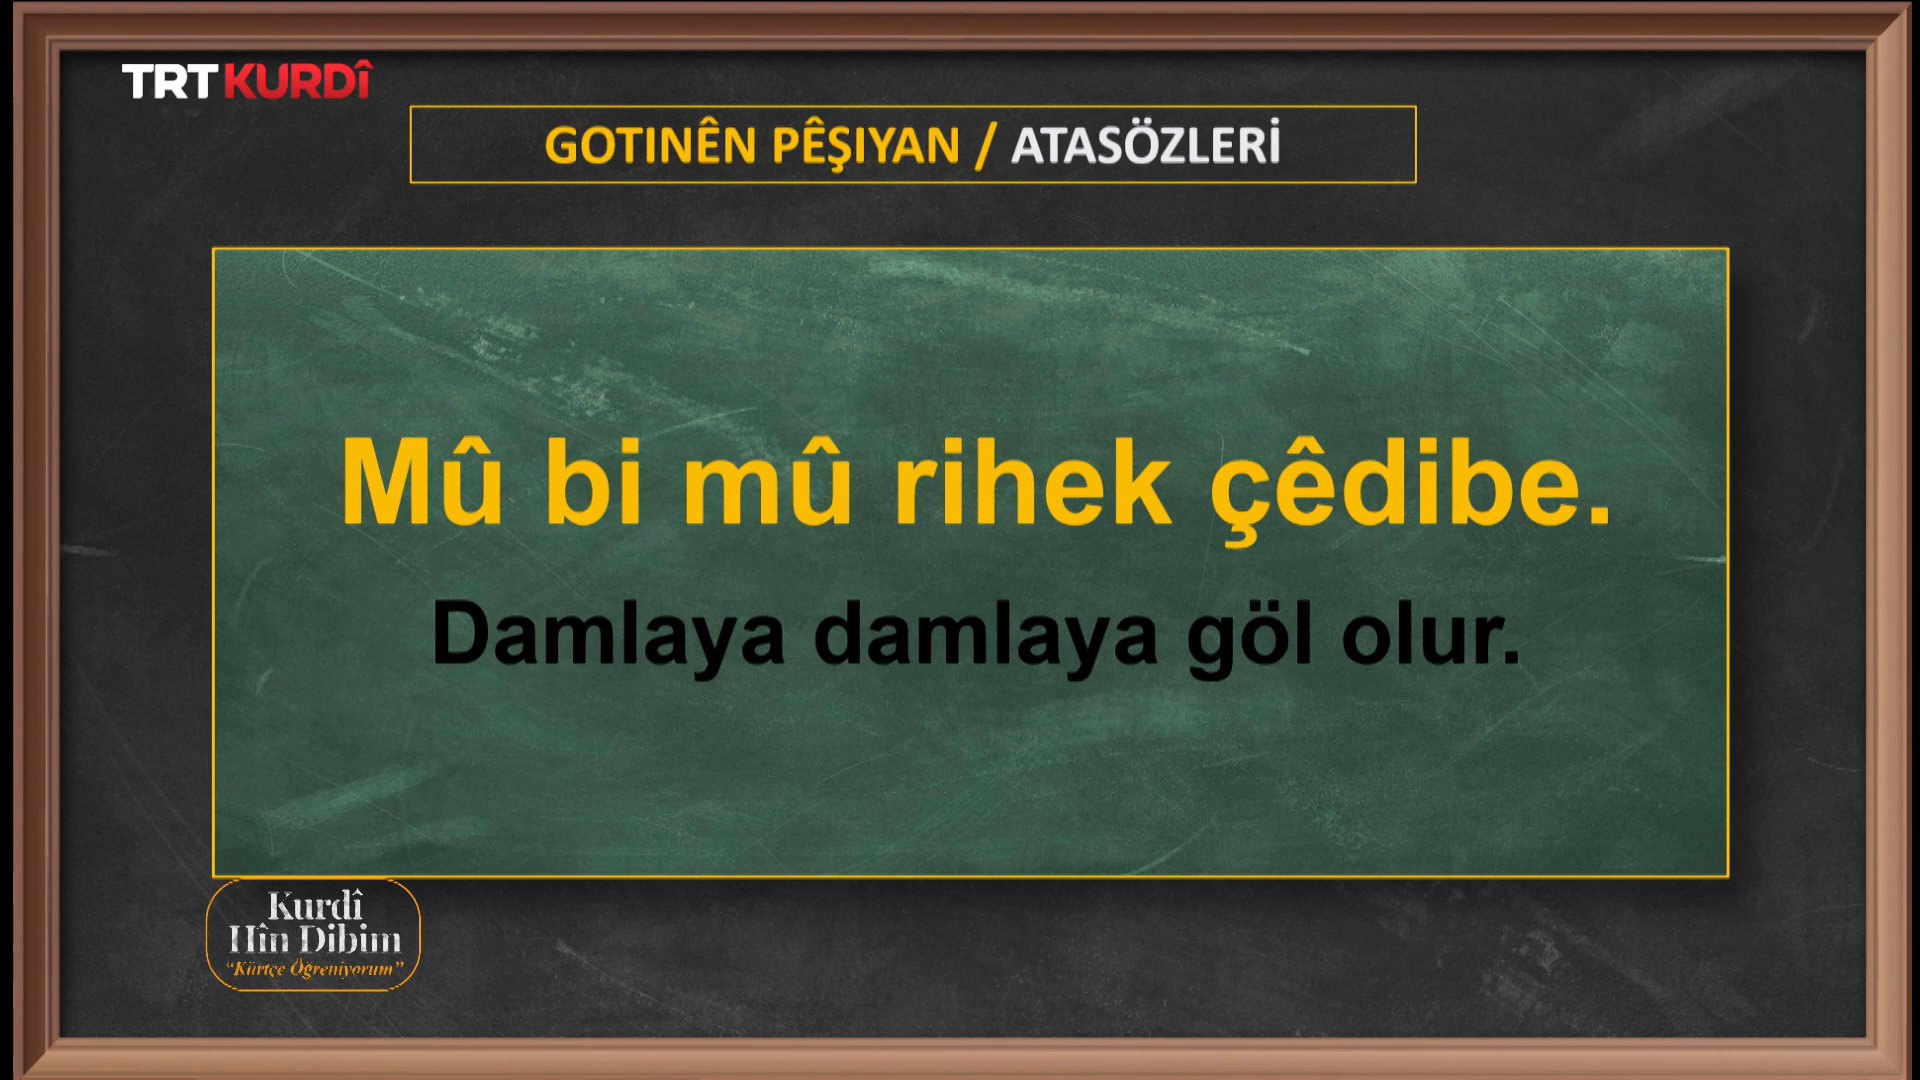 TRT KURDÎ
GOTINÊN PÊŞIYAN / ATASÖZLERİ
Mû bi mû rihek çêdibe.
Damlaya damlaya göl olur.
Kurdî
Hîn Dibim
“Kürtçe Öğreniyorum”